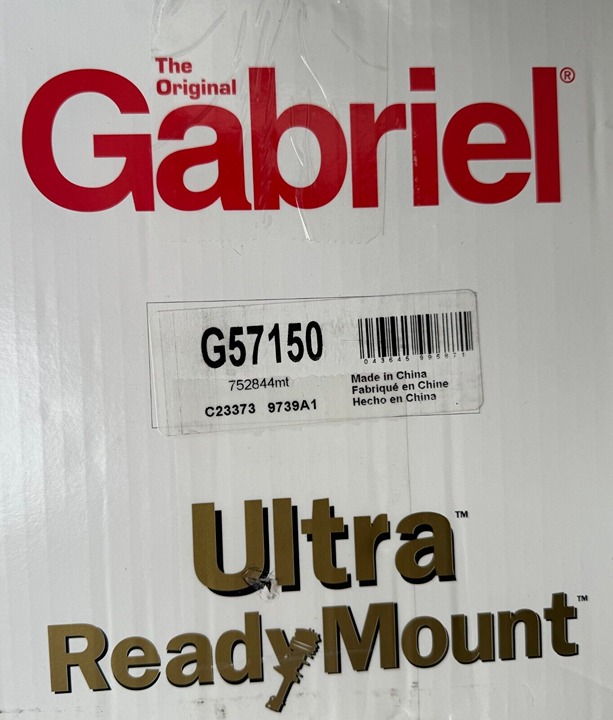 The
Original
Gabriel®
G57150
752844mt
C23373 9739A1
Made in China
Fabriqué en Chine
Hecho en China
Ultra™
ReadyMount™